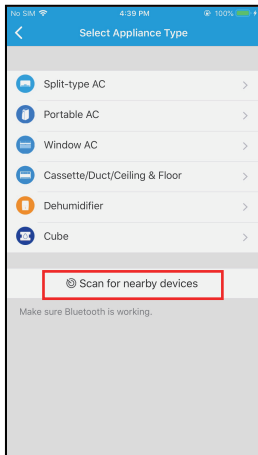 No SIM 4:39 PM 100%
Select Appliance Type
Split-type AC
Portable AC
Window AC
Cassette/Duct/Ceiling & Floor
Dehumidifier
Cube
Scan for nearby devices
Make sure Bluetooth is working.